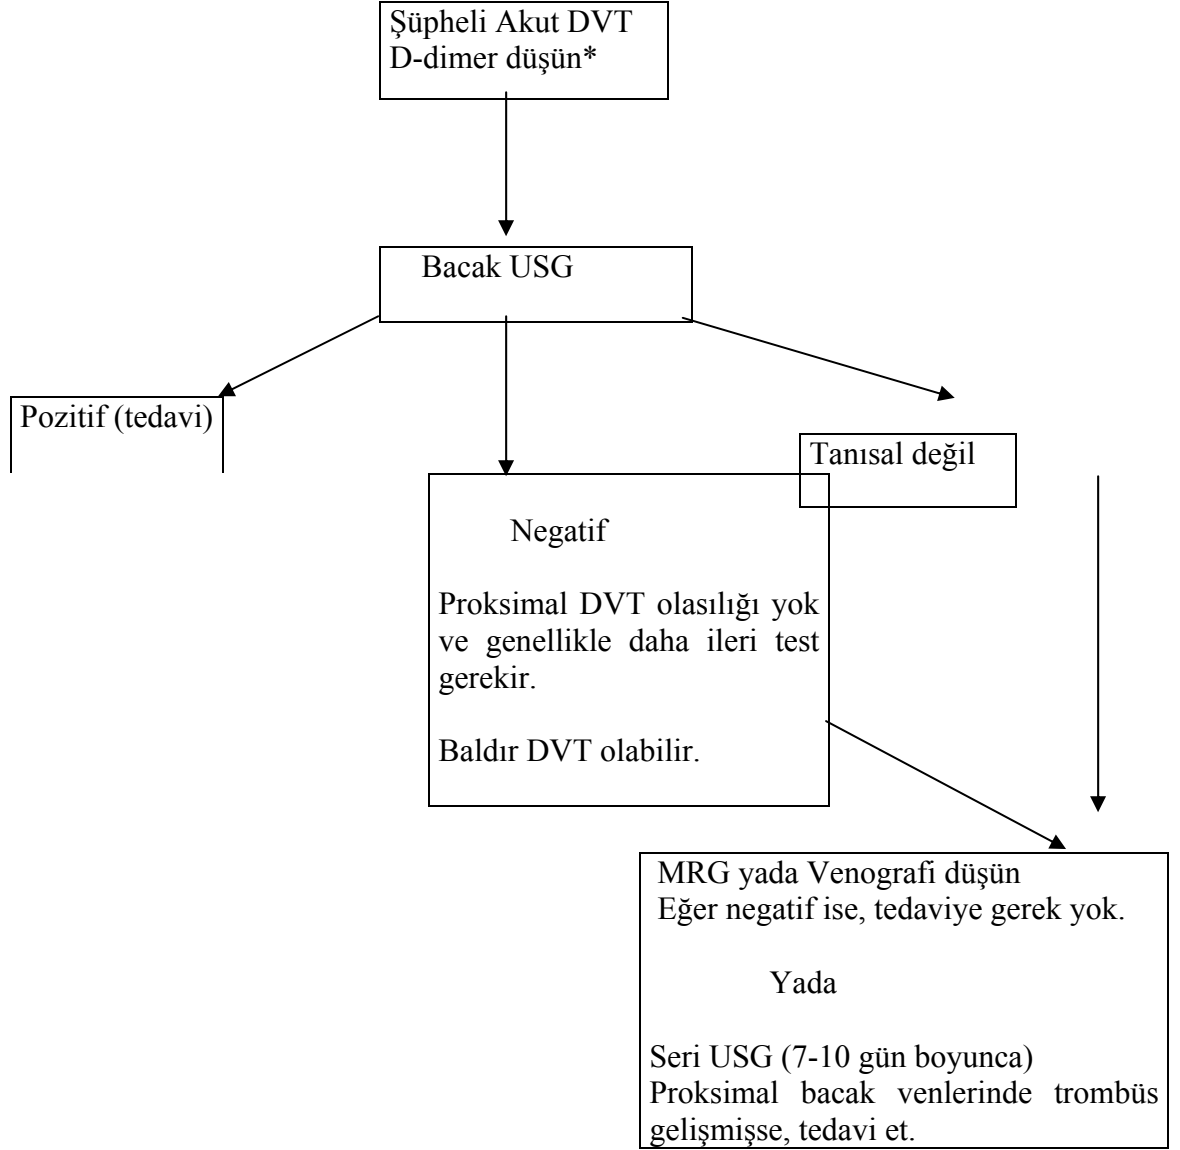 Şüpheli Akut DVT
D-dimer düşün*
Bacak USG
Pozitif (tedavi)
Tanısal değil
Negatif
Proksimal DVT olasılığı yok
ve genellikle daha ileri test
gerekir.
Baldır DVT olabilir.
MRG yada Venografi düşün
Eğer negatif ise, tedaviye gerek yok.
Yada
Seri USG (7-10 gün boyunca)
Proksimal bacak venlerinde trombüs
gelişmişse, tedavi et.